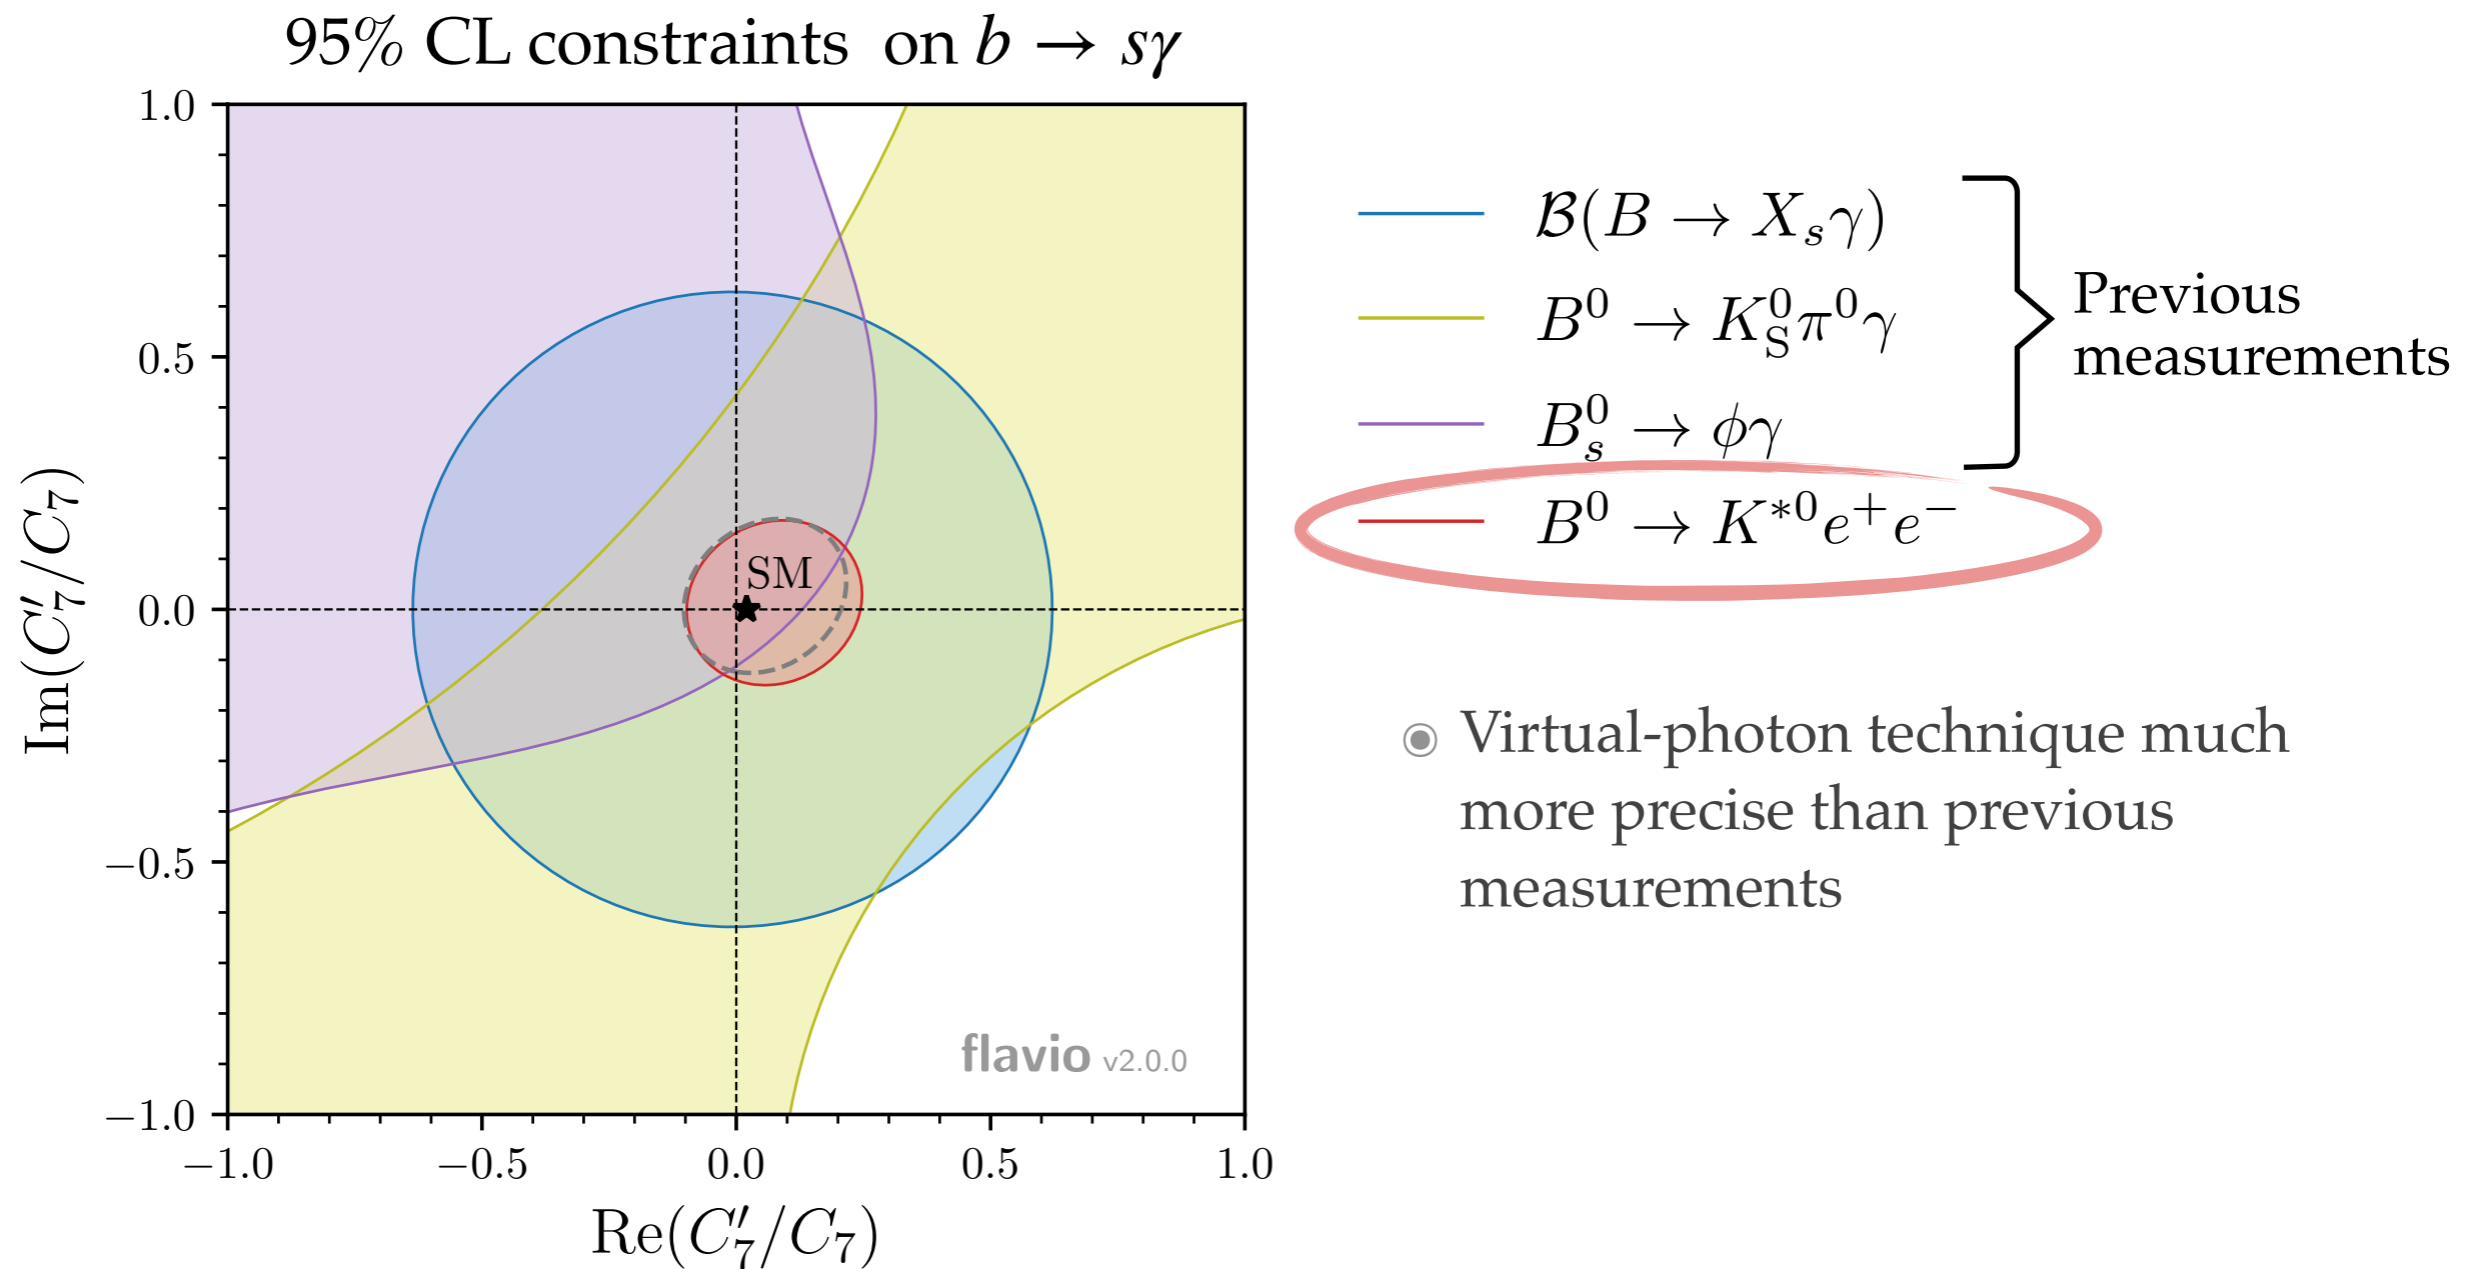 95% CL constraints on b → sγ
1.0
0.5
0.0
−0.5
−1.0
Im(C′₇/C₇)
SM
flavio v2.0.0
−1.0 −0.5 0.0 0.5 1.0
Re(C′₇/C₇)
ℬ(B → Xₛγ)
B⁰ → K⁰_Sπ⁰γ
B⁰ₛ → ϕγ
B⁰ → K*⁰e⁺e⁻
Previous
measurements
Virtual-photon technique much
more precise than previous
measurements